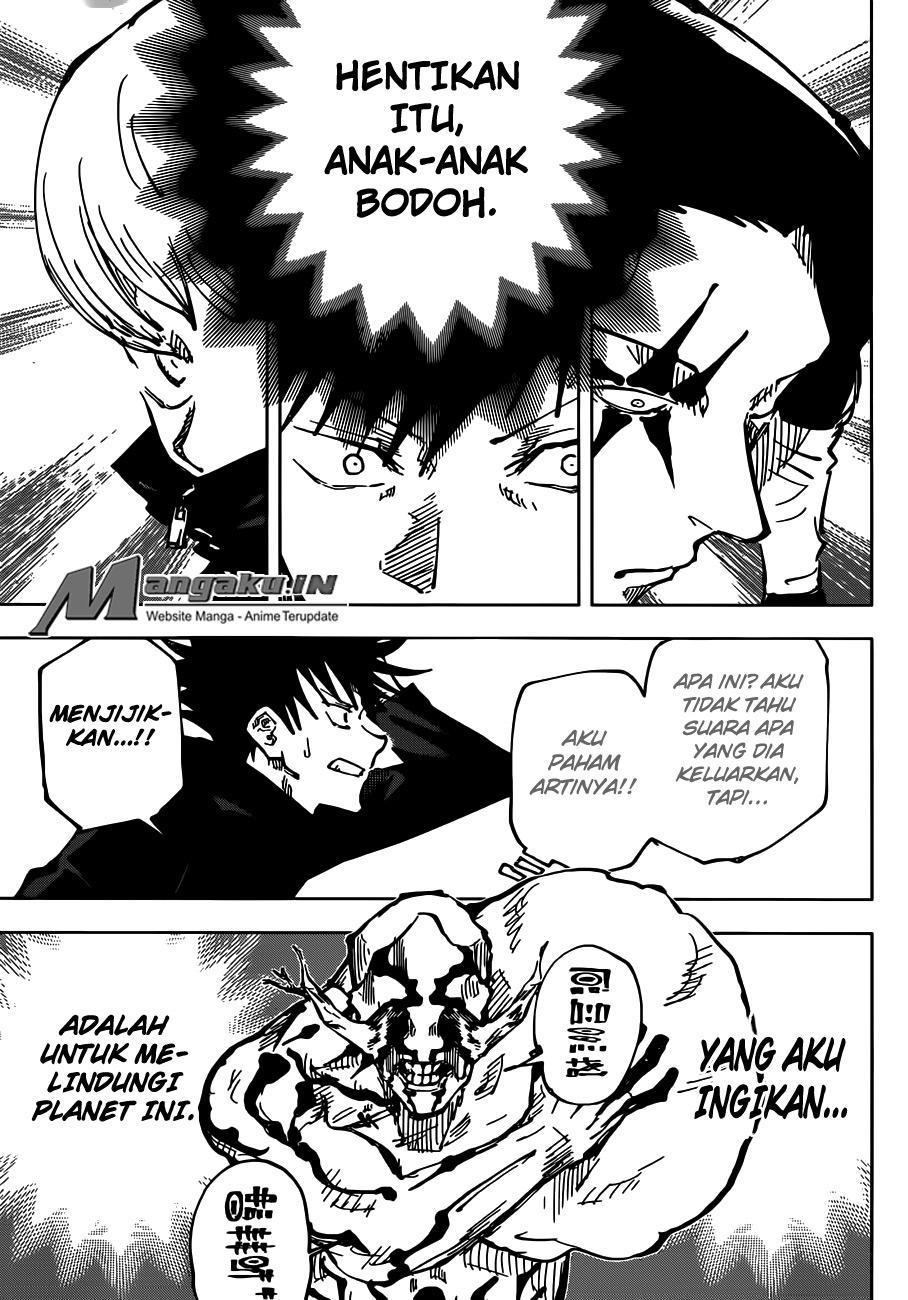 HENTIKAN
ITU,
ANAK-ANAK
BODOH.
Mangaku.IN
Website Manga - Anime Terupdate
APA INI? AKU
TIDAK TAHU
SUARA APA
YANG DIA
KELUARKAN,
TAPI...
AKU
PAHAM
ARTINYA!!
MENJIJIK-
KAN...!!
YANG AKU
INGIKAN...
ADALAH
UNTUK ME-
LINDUNGI
PLANET INI.